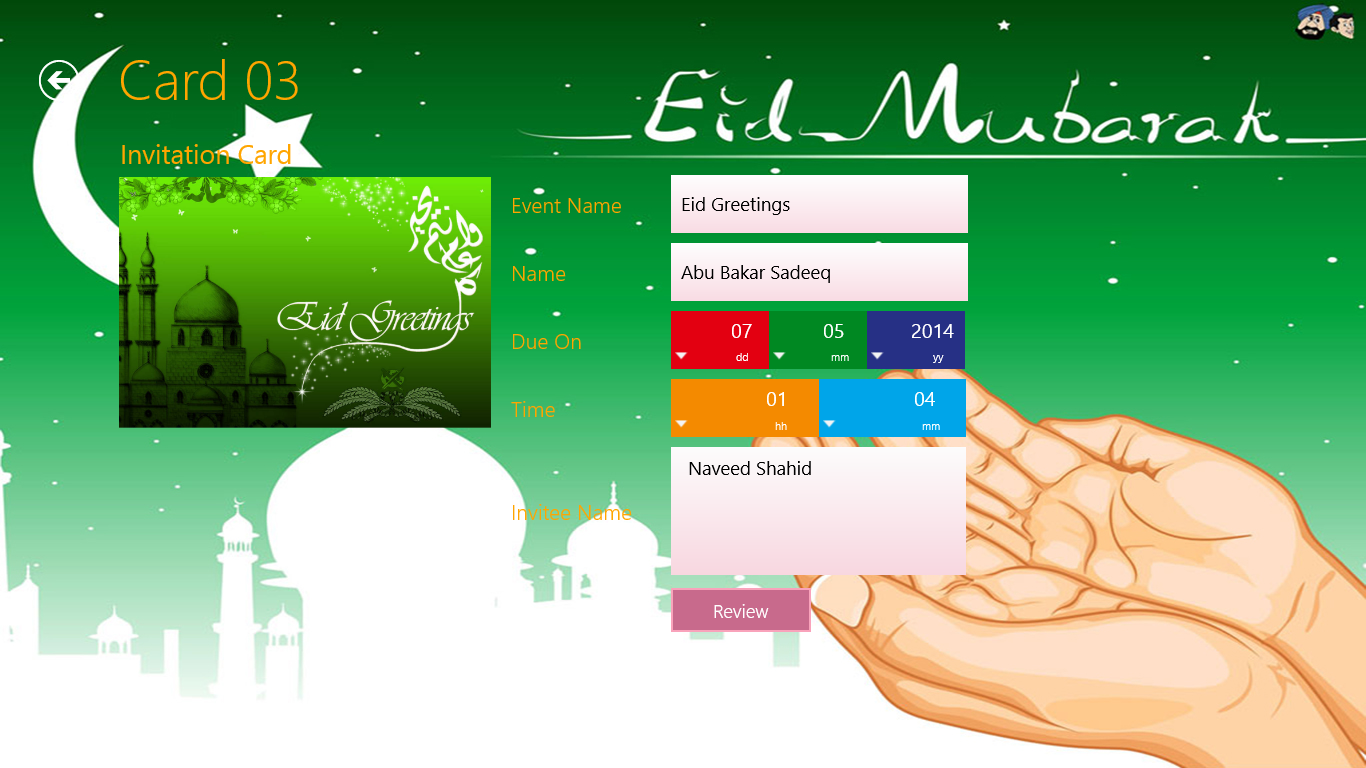 Card 03
Eid Mubarak
Invitation Card
Eid Greetings
Event Name
Eid Greetings
Name
Abu Bakar Sadeeq
Due On
07 dd
05 mm
2014 yy
Time
01 hh
04 mm
Invitee Name
Naveed Shahid
Review